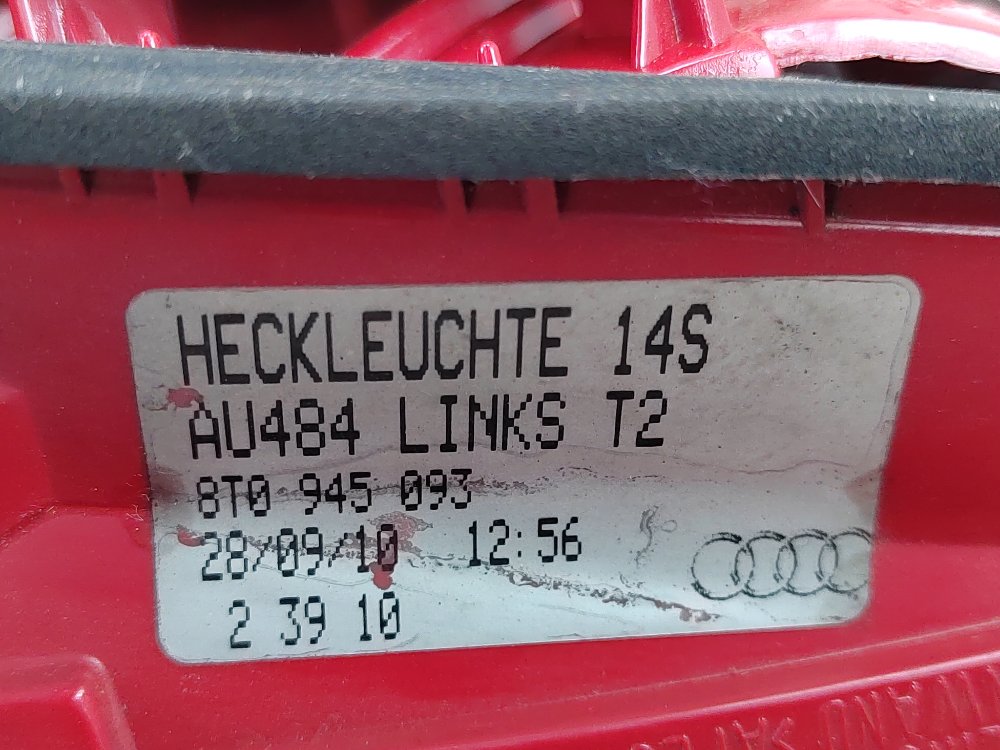 HECKLEUCHTE 14S
AU484 LINKS T2
8T0 945 093
28/09/10 12:56
2 39 10